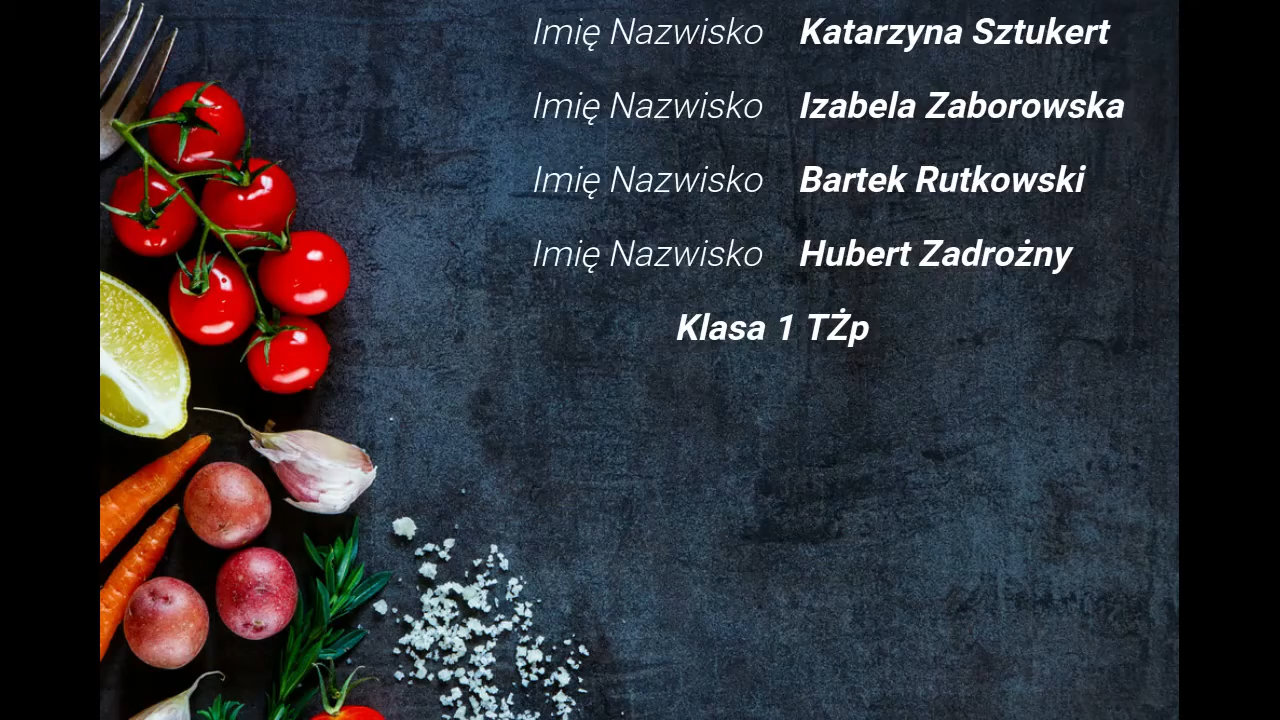 Imię Nazwisko Katarzyna Sztukert
Imię Nazwisko Izabela Zaborowska
Imię Nazwisko Bartek Rutkowski
Imię Nazwisko Hubert Zadrożny
Klasa 1 TŻp